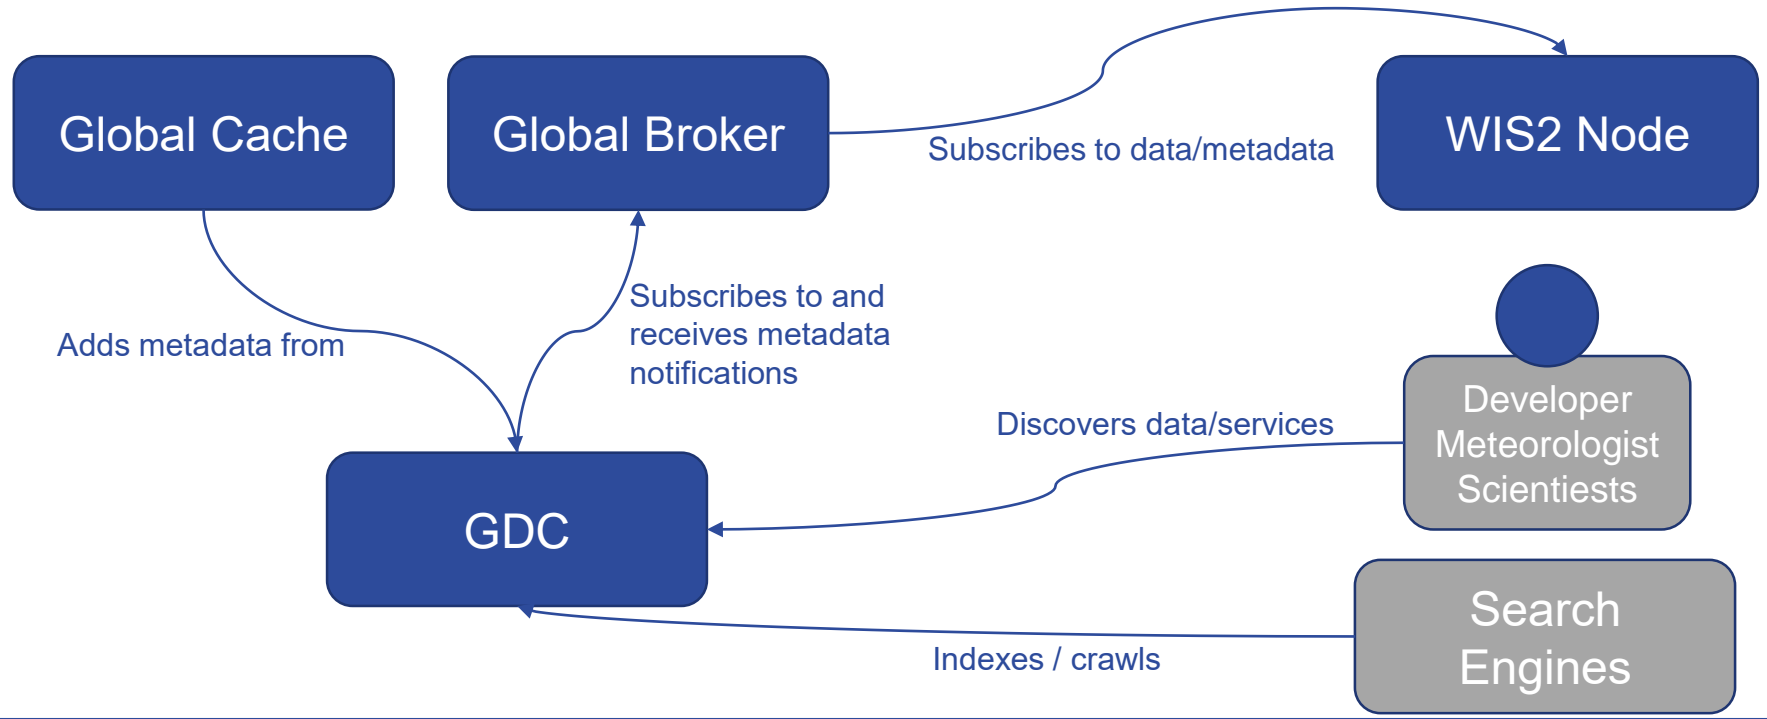 Global Cache
Global Broker
WIS2 Node
Subscribes to data/metadata
Adds metadata from
Subscribes to and
receives metadata
notifications
Discovers data/services
Developer
Meteorologist
Scientiests
GDC
Search
Engines
Indexes / crawls